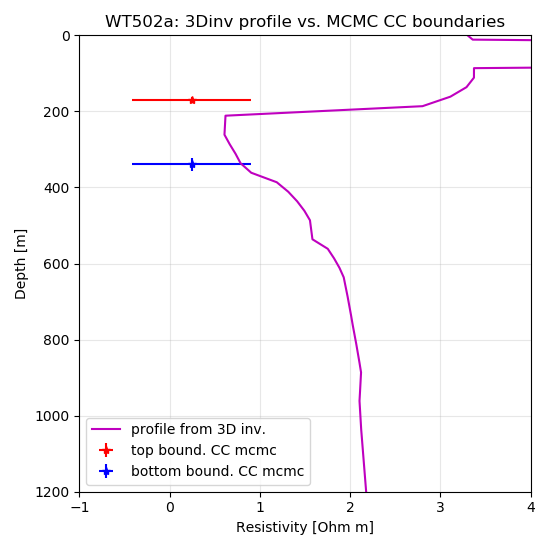 WT502a: 3Dinv profile vs. MCMC CC boundaries
0
200
400
600
800
1000
1200
Depth [m]
profile from 3D inv.
top bound. CC mcmc
bottom bound. CC mcmc
−1
0
1
2
3
4
Resistivity [Ohm m]